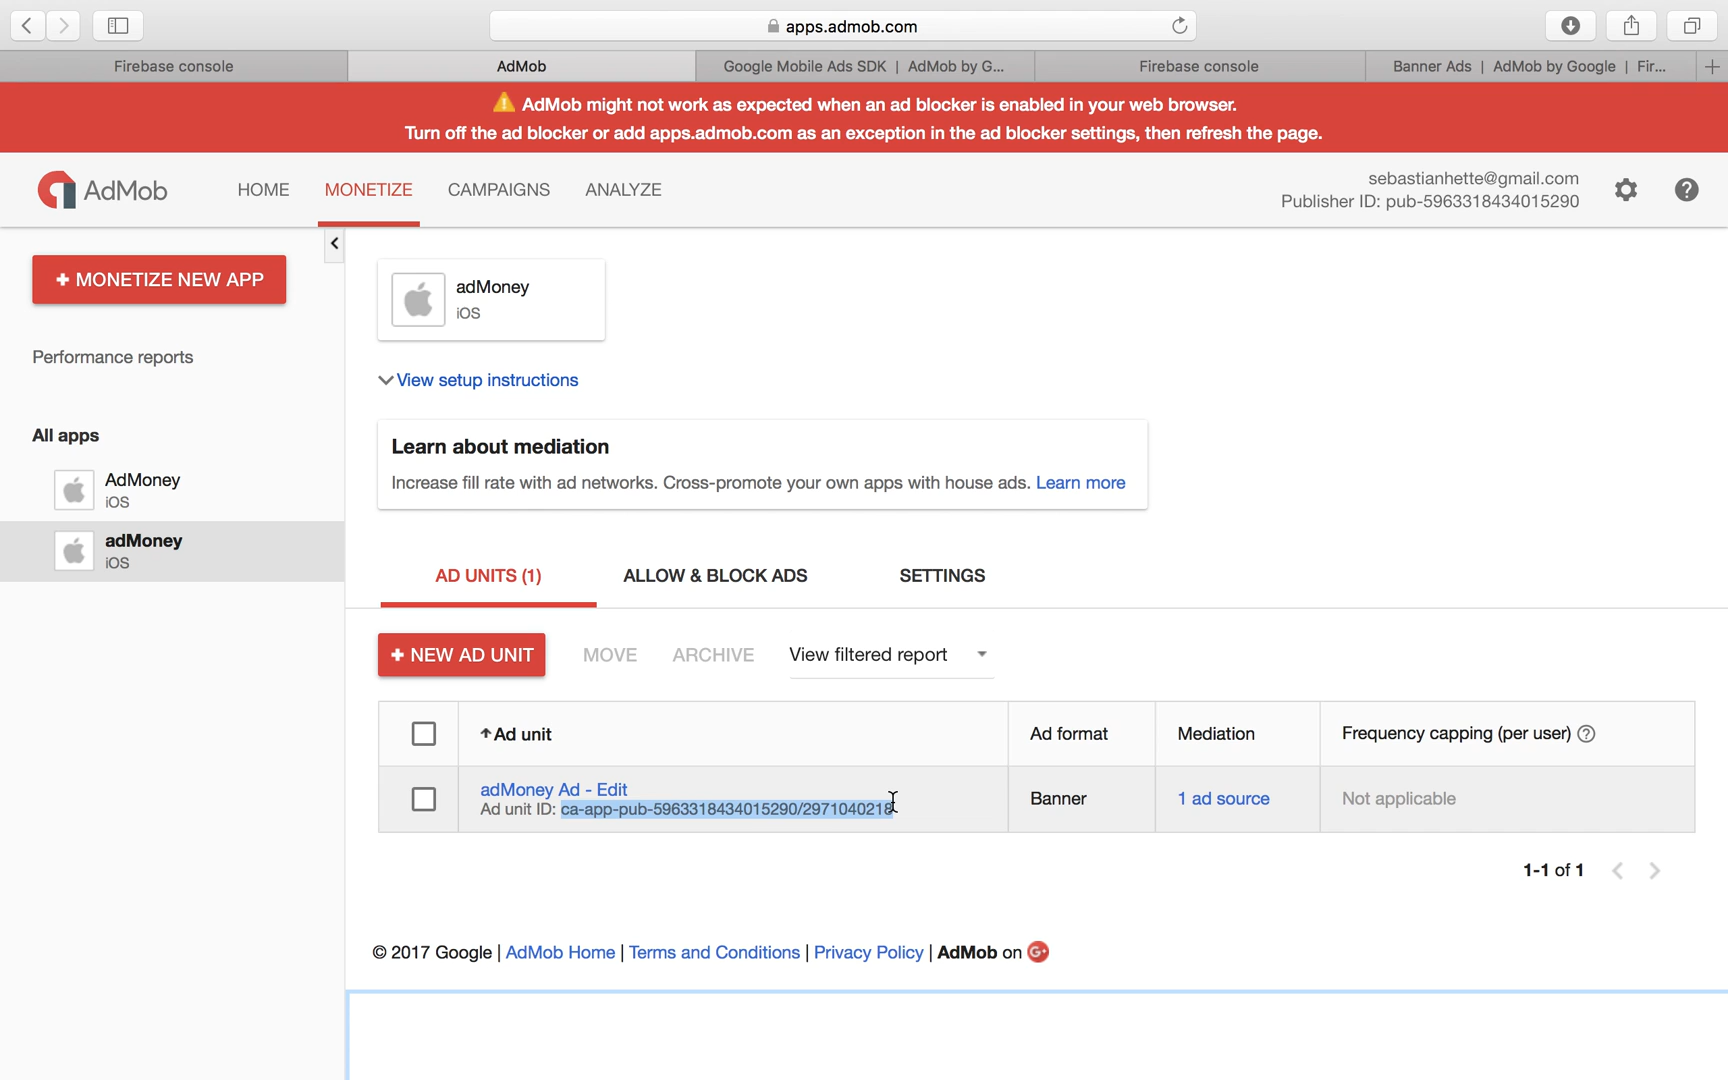 apps.admob.com
Firebase console
AdMob
Google Mobile Ads SDK | AdMob by G...
Firebase console
Banner Ads | AdMob by Google | Fir...
AdMob might not work as expected when an ad blocker is enabled in your web browser.
Turn off the ad blocker or add apps.admob.com as an exception in the ad blocker settings, then refresh the page.
AdMob
HOME
MONETIZE
CAMPAIGNS
ANALYZE
sebastianhette@gmail.com
Publisher ID: pub-5963318434015290
+ MONETIZE NEW APP
Performance reports
All apps
AdMoney
iOS
adMoney
iOS
adMoney
iOS
View setup instructions
Learn about mediation
Increase fill rate with ad networks. Cross-promote your own apps with house ads. Learn more
AD UNITS (1)
ALLOW & BLOCK ADS
SETTINGS
+ NEW AD UNIT
MOVE
ARCHIVE
View filtered report
Ad unit
Ad format
Mediation
Frequency capping (per user)
adMoney Ad - Edit
Ad unit ID: ca-app-pub-5963318434015290/2971040218
Banner
1 ad source
Not applicable
1-1 of 1
© 2017 Google | AdMob Home | Terms and Conditions | Privacy Policy | AdMob on G+